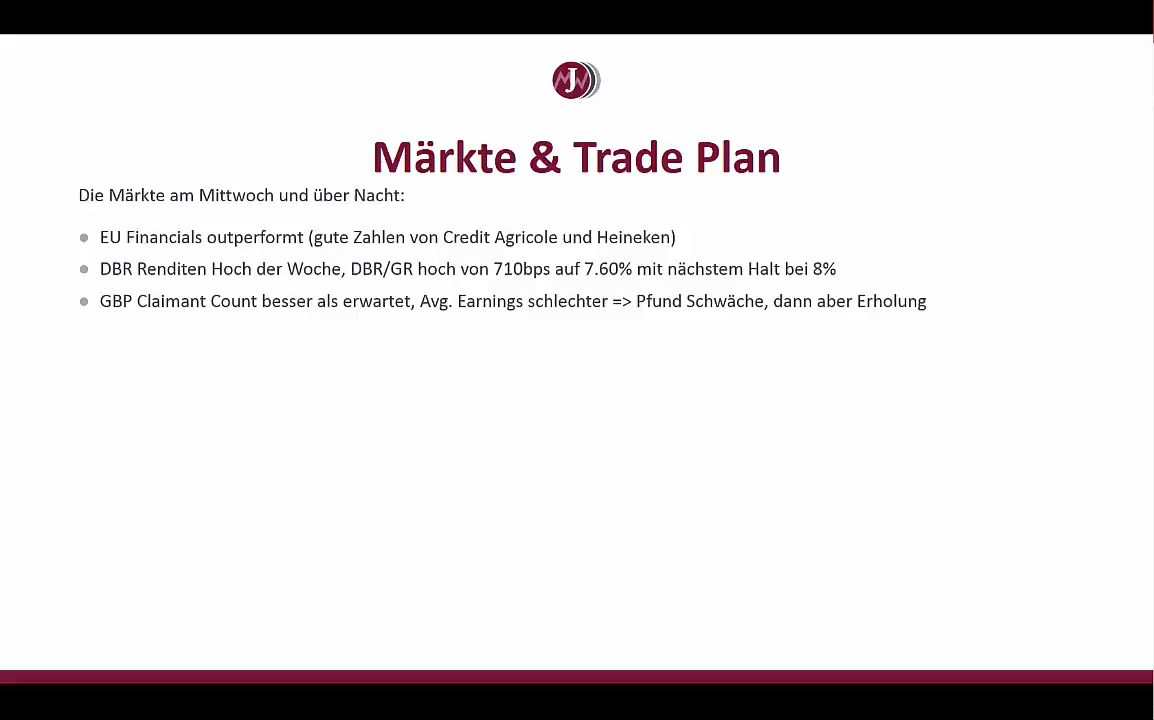 J
Märkte & Trade Plan
Die Märkte am Mittwoch und über Nacht:
EU Financials outperformt (gute Zahlen von Credit Agricole und Heineken)
DBR Renditen Hoch der Woche, DBR/GR hoch von 710bps auf 7.60% mit nächstem Halt bei 8%
GBP Claimant Count besser als erwartet, Avg. Earnings schlechter => Pfund Schwäche, dann aber Erholung